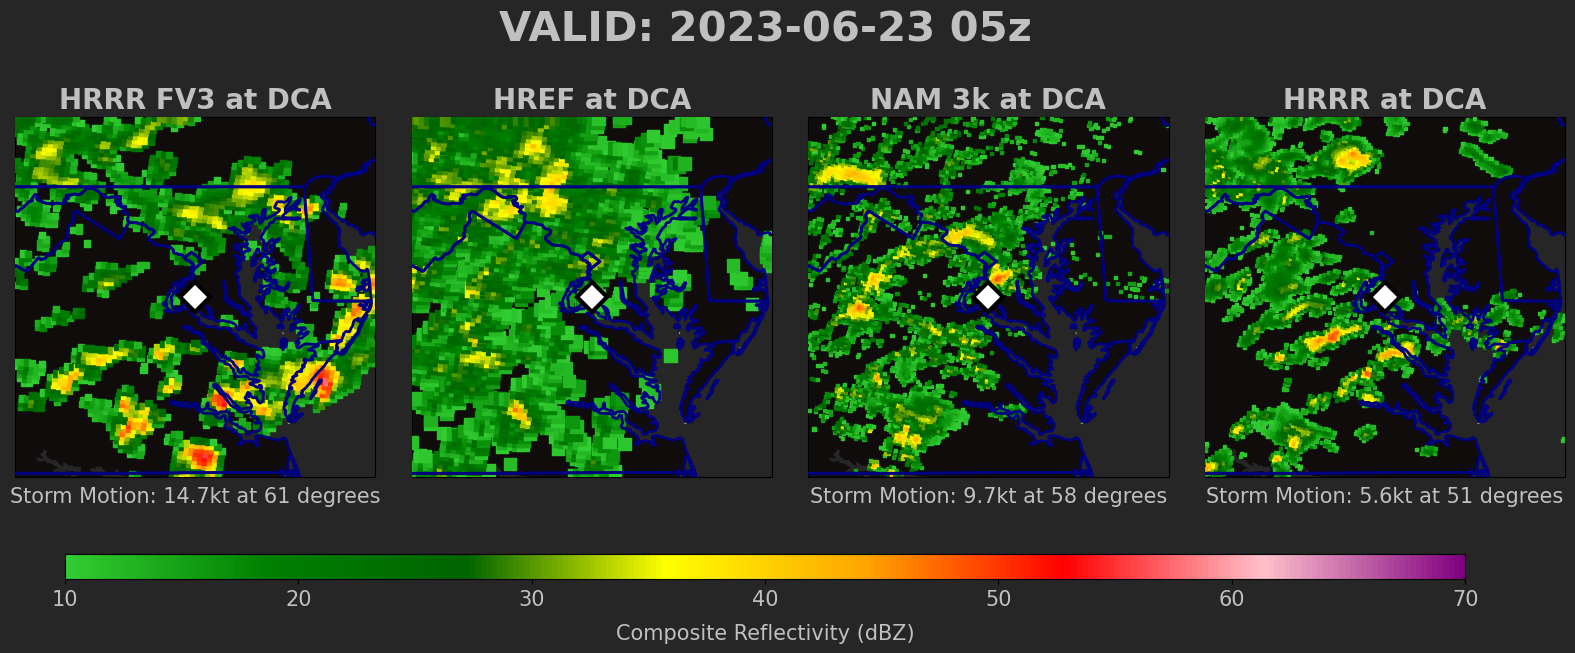 VALID: 2023-06-23 05z
HRRR FV3 at DCA
HREF at DCA
NAM 3k at DCA
HRRR at DCA
Storm Motion: 14.7kt at 61 degrees
Storm Motion: 9.7kt at 58 degrees
Storm Motion: 5.6kt at 51 degrees
10 20 30 40 50 60 70
Composite Reflectivity (dBZ)